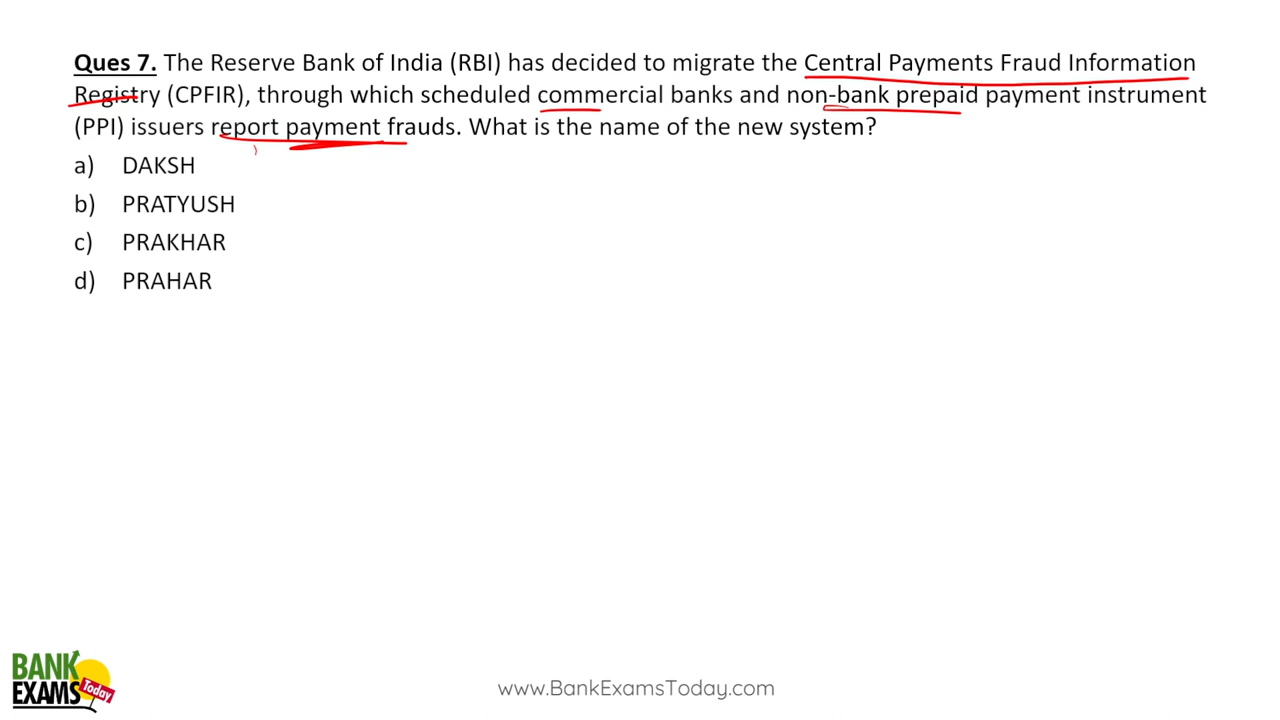 Ques 7. The Reserve Bank of India (RBI) has decided to migrate the Central Payments Fraud Information
Registry (CPFIR), through which scheduled commercial banks and non-bank prepaid payment instrument
(PPI) issuers report payment frauds. What is the name of the new system?
a) DAKSH
b) PRATYUSH
c) PRAKHAR
d) PRAHAR
BANK
EXAMS Today
www.BankExamsToday.com